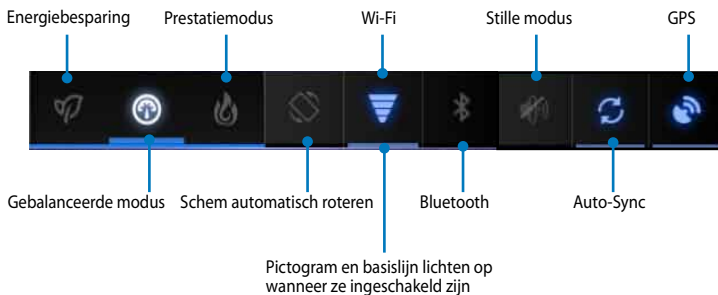 Energiebesparing
Prestatiemodus
Wi-Fi
Stille modus
GPS
Gebalanceerde modus
Schem automatisch roteren
Bluetooth
Auto-Sync
Pictogram en basislijn lichten op
wanneer ze ingeschakeld zijn